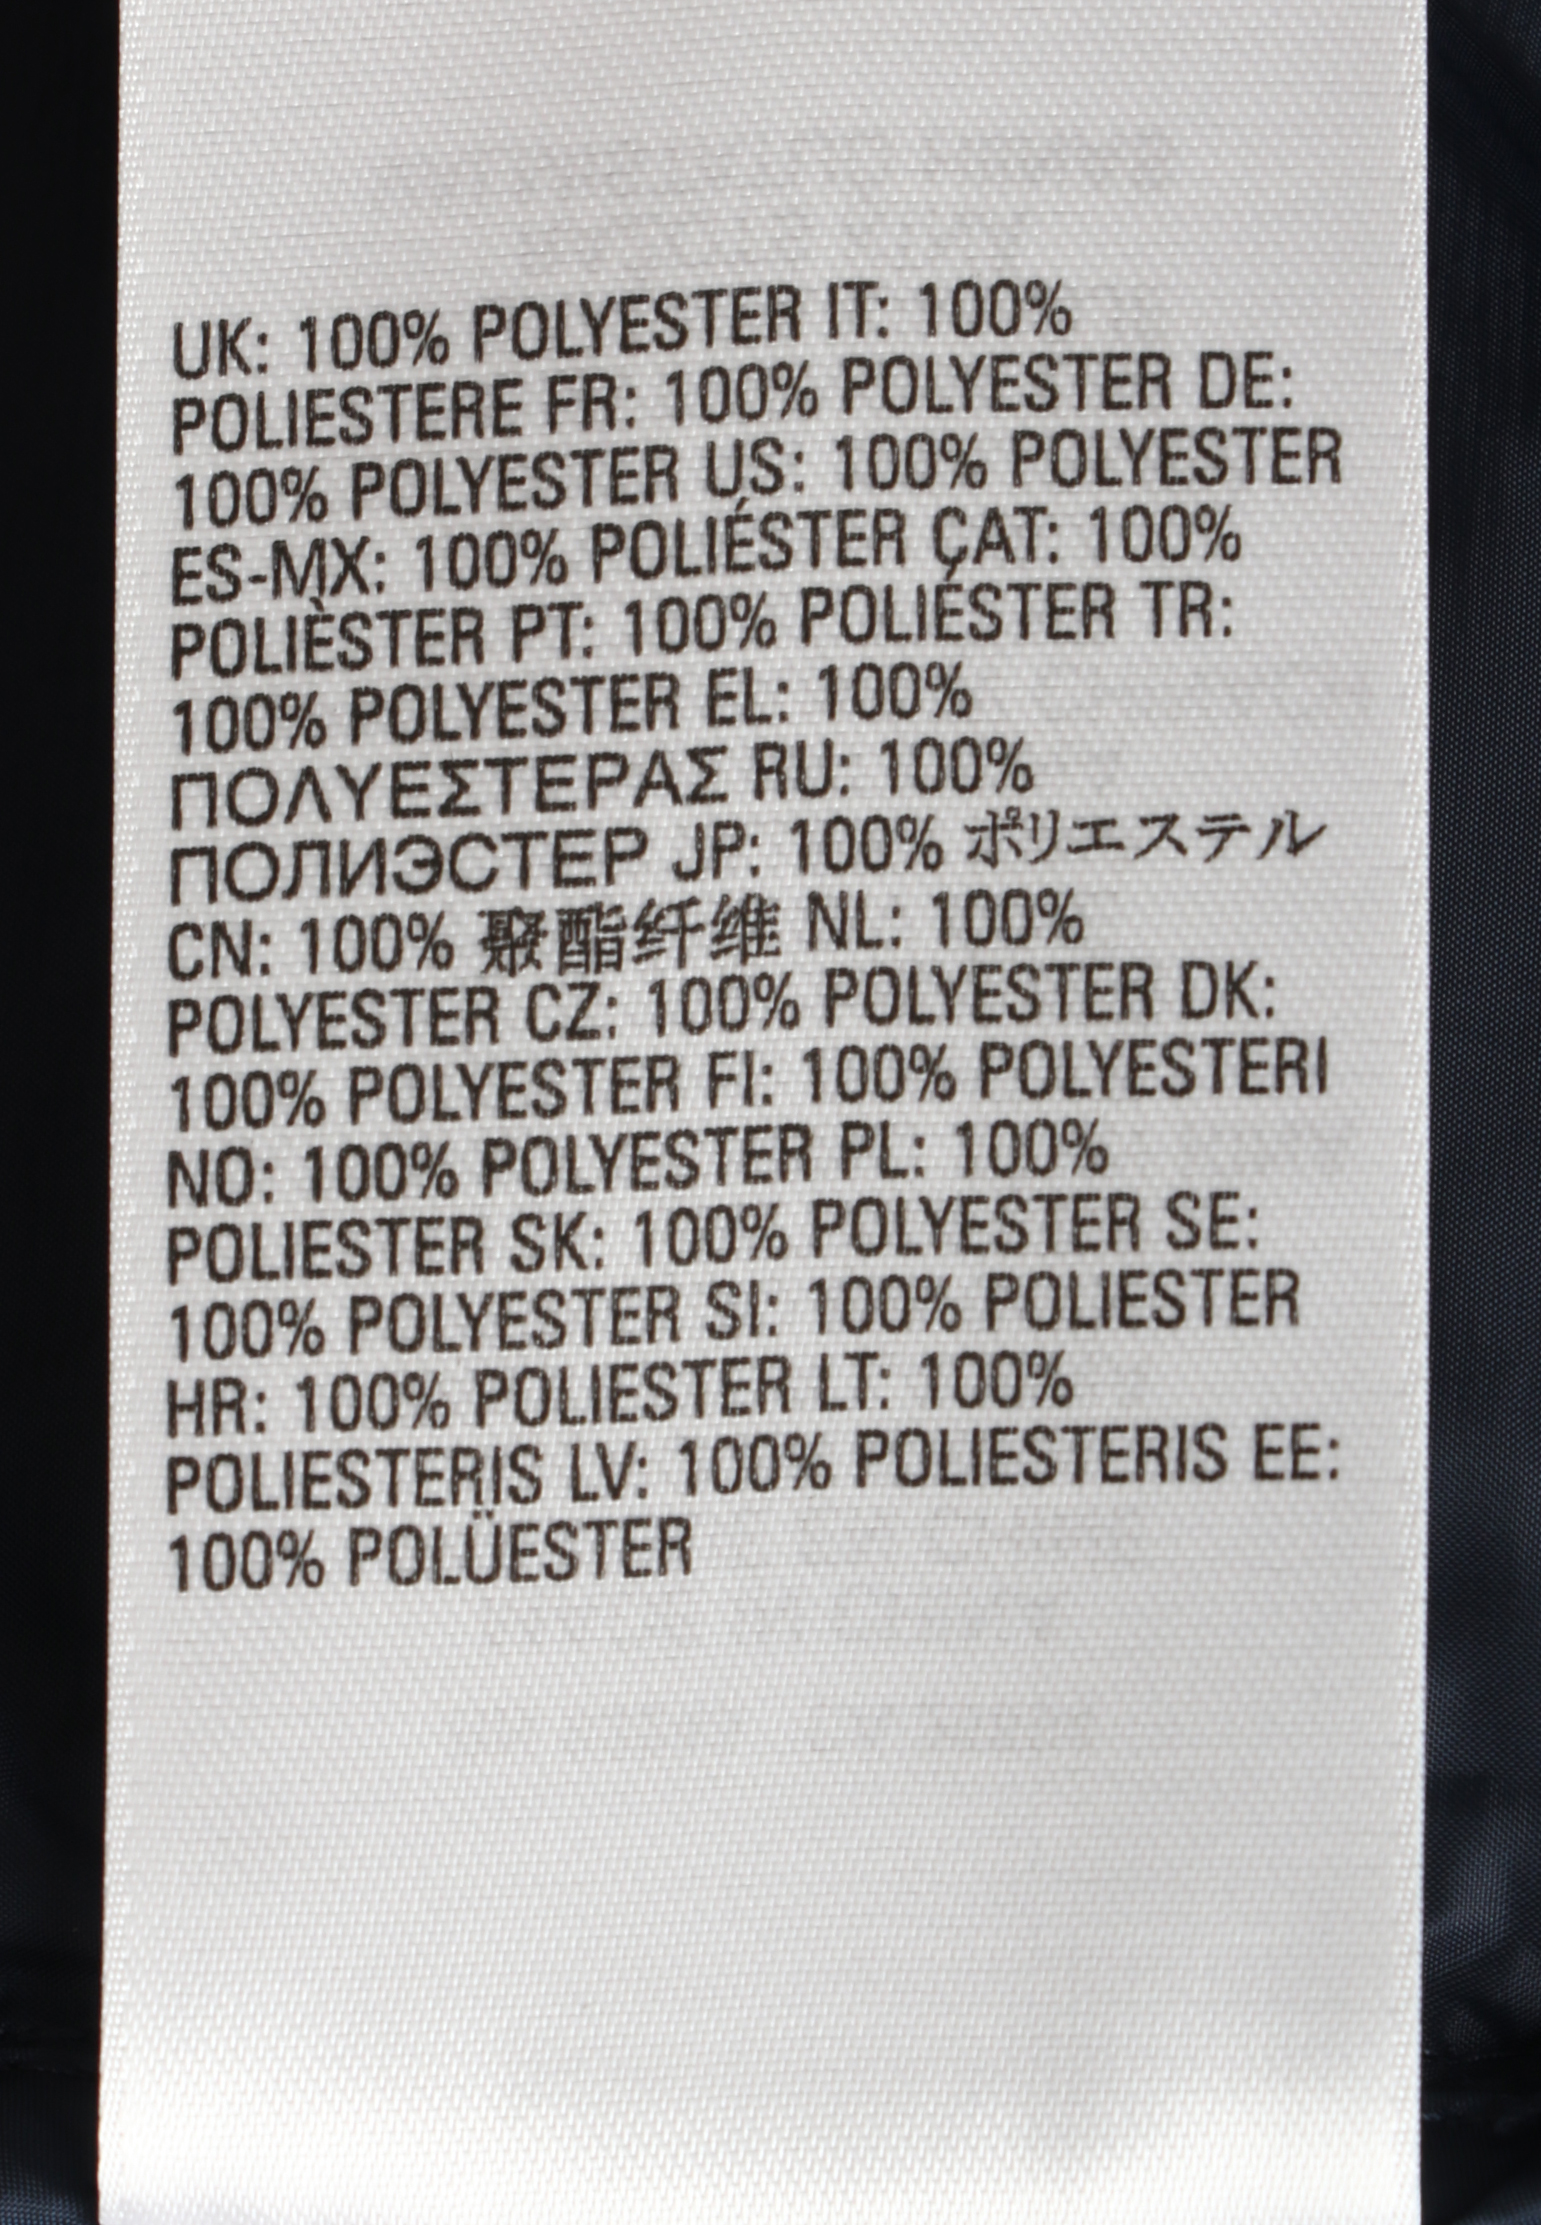 UK: 100% POLYESTER IT: 100%
POLIESTERE FR: 100% POLYESTER DE:
100% POLYESTER US: 100% POLYESTER
ES-MX: 100% POLIÉSTER ÇAT: 100%
POLIÈSTER PT: 100% POLIÉSTER TR:
100% POLYESTER EL: 100%
ΠΟΛΥΕΣΤΕΡΑΣ RU: 100%
ПОЛИЭСТЕР JP: 100% ポリエステル
CN: 100% 聚酯纤维 NL: 100%
POLYESTER CZ: 100% POLYESTER DK:
100% POLYESTER FI: 100% POLYESTERI
NO: 100% POLYESTER PL: 100%
POLIESTER SK: 100% POLYESTER SE:
100% POLYESTER SI: 100% POLIESTER
HR: 100% POLIESTER LT: 100%
POLIESTERIS LV: 100% POLIESTERIS EE:
100% POLÜESTER